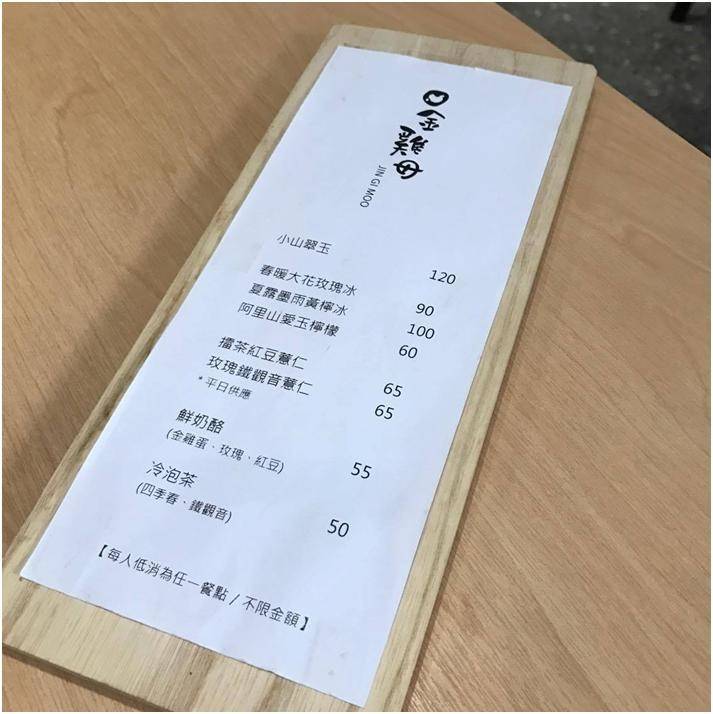 金雞母
JIN GI MOO
小山翠玉 120
春暖大花玫瑰冰 90
夏露墨雨黃檸冰 100
阿里山愛玉檸檬 60
擂茶紅豆薏仁 65
玫瑰鐵觀音薏仁 65
*平日供應
鮮奶酪 55
(金雞蛋、玫瑰、紅豆)
冷泡茶 50
(四季春、鐵觀音)
【每人低消為任一餐點 / 不限金額】